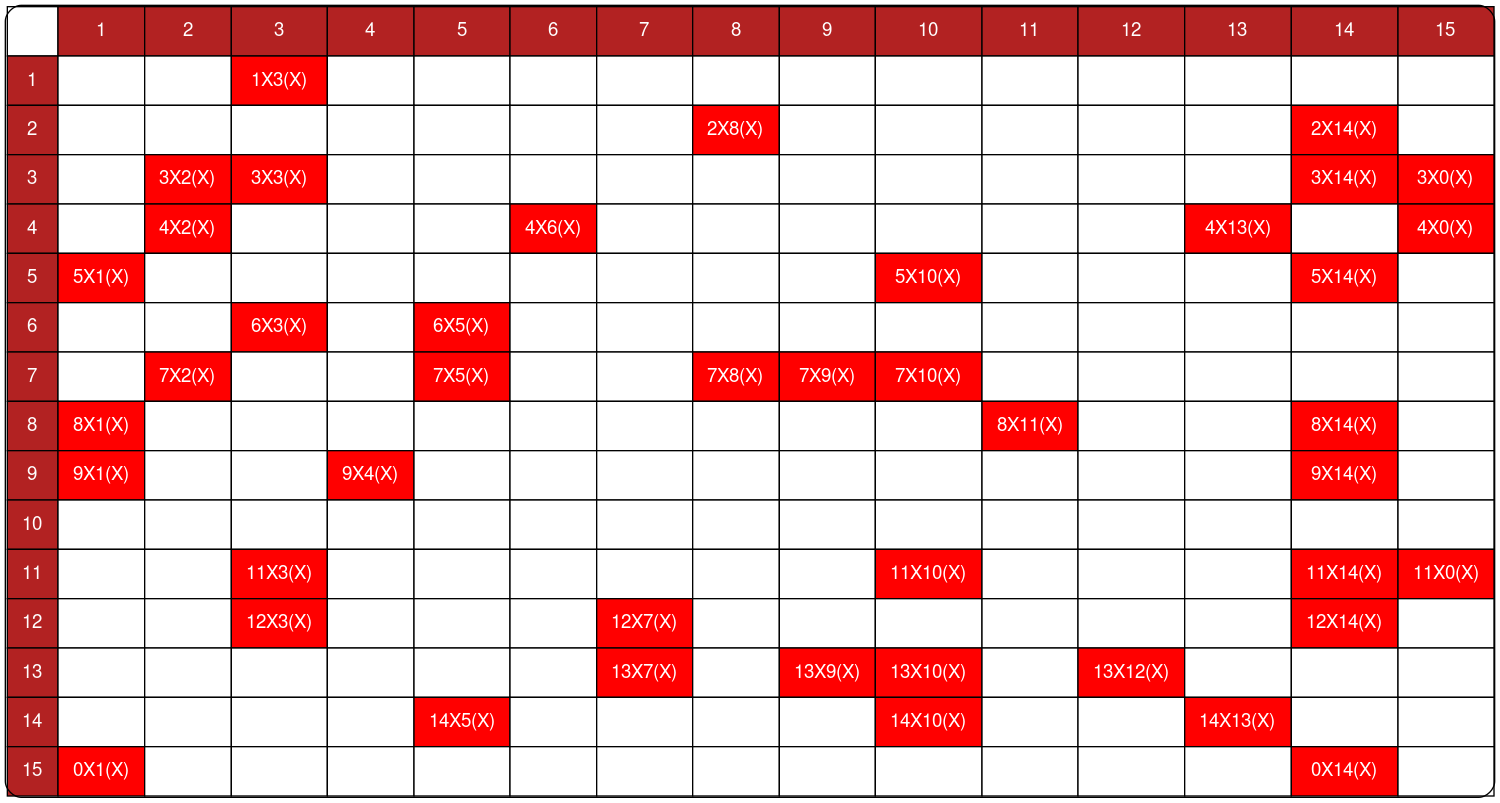 1 2 3 4 5 6 7 8 9 10 11 12 13 14 15
1 1X3(X)
2 2X8(X) 2X14(X)
3 3X2(X) 3X3(X) 3X14(X) 3X0(X)
4 4X2(X) 4X6(X) 4X13(X) 4X0(X)
5 5X1(X) 5X10(X) 5X14(X)
6 6X3(X) 6X5(X)
7 7X2(X) 7X5(X) 7X8(X) 7X9(X) 7X10(X)
8 8X1(X) 8X11(X) 8X14(X)
9 9X1(X) 9X4(X) 9X14(X)
10
11 11X3(X) 11X10(X) 11X14(X) 11X0(X)
12 12X3(X) 12X7(X) 12X14(X)
13 13X7(X) 13X9(X) 13X10(X) 13X12(X)
14 14X5(X) 14X10(X) 14X13(X)
15 0X1(X) 0X14(X)